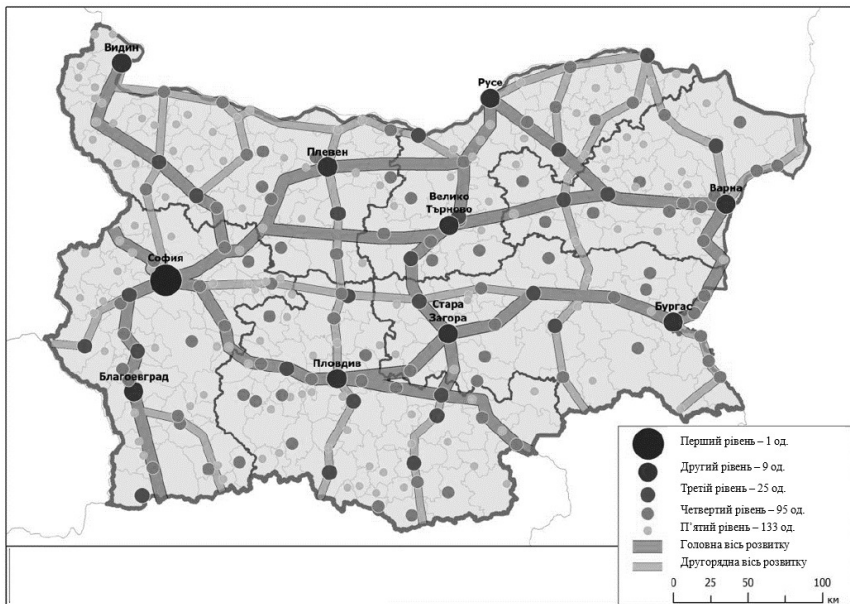 Видин
Русе
Плевен
Велико
Търново
Варна
София
Стара
Загора
Бургас
Пловдив
Благоевград
Перший рівень – 1 од.
Другий рівень – 9 од.
Третій рівень – 25 од.
Четвертий рівень – 95 од.
П'ятий рівень – 133 од.
Головна вісь розвитку
Другорядна вісь розвитку
0 25 50 100
км